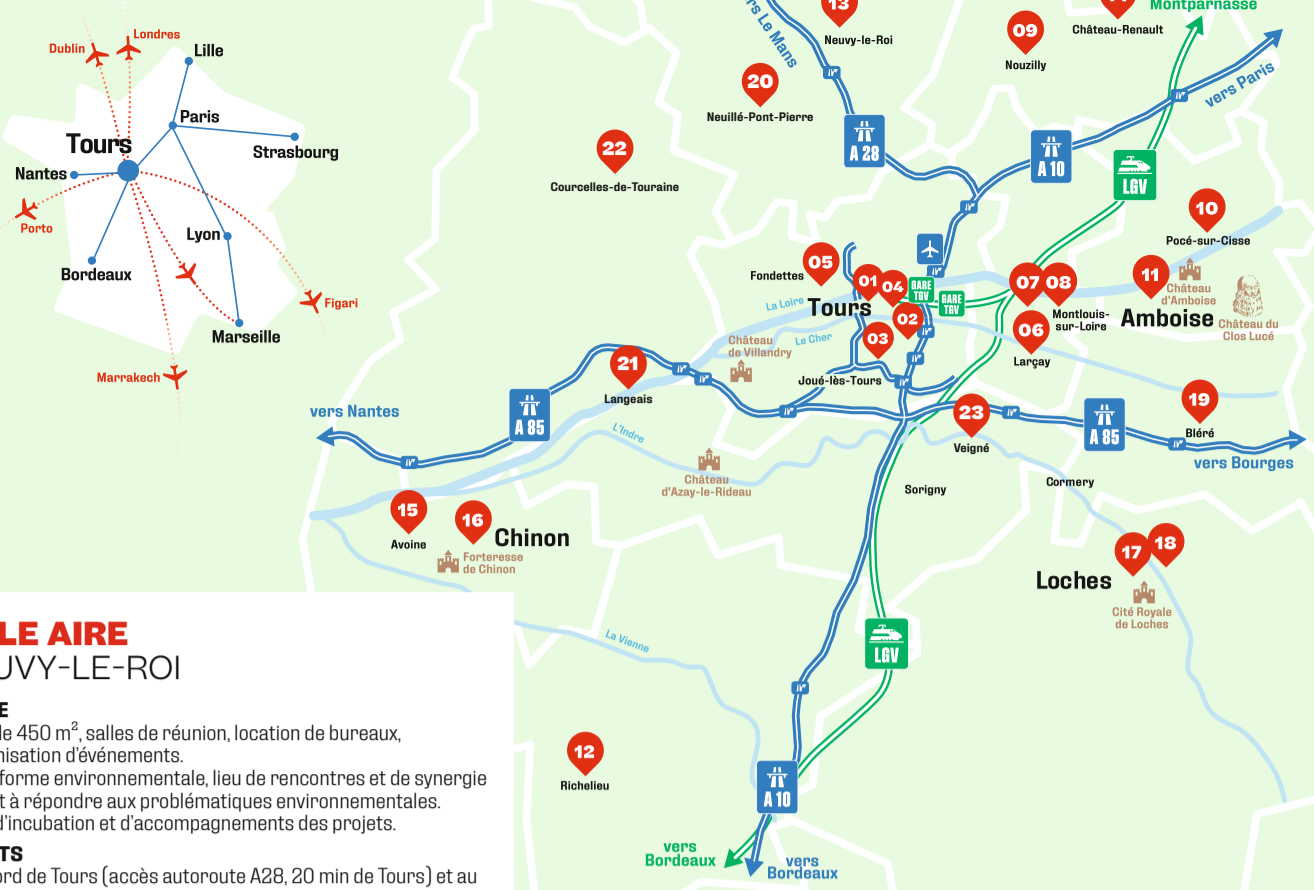 Montparnasse
13
Neuvy-le-Roi
Château-Renault
09
Nouzilly
vers Le Mans
vers Paris
20
Neuillé-Pont-Pierre
A 28
A 10
LGV
22
Courcelles-de-Touraine
10
Pocé-sur-Cisse
Dublin
Londres
Lille
Paris
Tours
Strasbourg
Nantes
Porto
Lyon
Bordeaux
Figari
Marseille
Marrakech
05
Fondettes
01
04
GARE
TGV
GARE
TGV
07
08
Montlouis-
sur-Loire
11
Amboise
Château
d'Amboise
Château du
Clos Lucé
La Loire
Tours
02
Le Cher
03
06
Larçay
Château
de Villandry
Joué-lès-Tours
21
Langeais
vers Nantes
A 85
23
Veigné
A 85
19
Bléré
vers Bourges
L'Indre
Château
d'Azay-le-Rideau
Sorigny
Cormery
15
Avoine
16
Chinon
Forteresse
de Chinon
17
18
Loches
Cité Royale
de Loches
La Vienne
LGV
12
Richelieu
A 10
vers
Bordeaux
vers
Bordeaux
LE AIRE
UVY-LE-ROI
E
de 450 m², salles de réunion, location de bureaux,
nisation d'événements.
forme environnementale, lieu de rencontres et de synergie
t à répondre aux problématiques environnementales.
d'incubation et d'accompagnements des projets.
TS
ord de Tours (accès autoroute A28, 20 min de Tours) et au